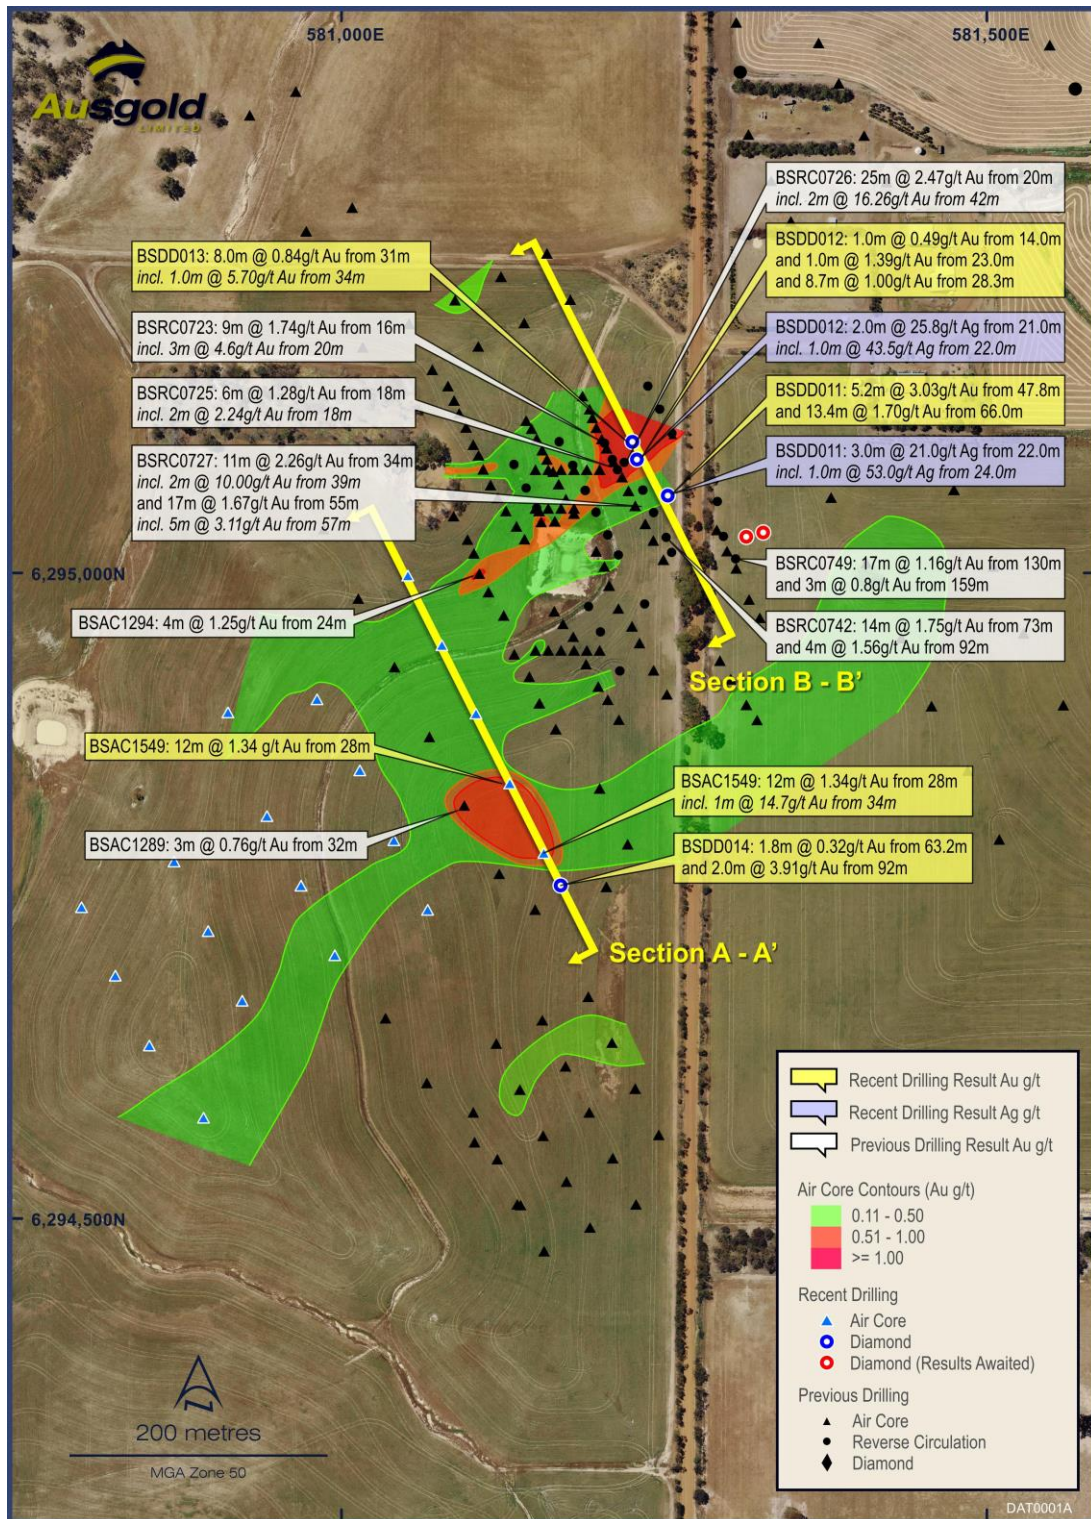 581,000E
581,500E
Ausgold
LIMITED
BSRC0726: 25m @ 2.47g/t Au from 20m
incl. 2m @ 16.26g/t Au from 42m
BSDD013: 8.0m @ 0.84g/t Au from 31m
incl. 1.0m @ 5.70g/t Au from 34m
BSDD012: 1.0m @ 0.49g/t Au from 14.0m
and 1.0m @ 1.39g/t Au from 23.0m
and 8.7m @ 1.00g/t Au from 28.3m
BSRC0723: 9m @ 1.74g/t Au from 16m
incl. 3m @ 4.6g/t Au from 20m
BSDD012: 2.0m @ 25.8g/t Ag from 21.0m
incl. 1.0m @ 43.5g/t Ag from 22.0m
BSRC0725: 6m @ 1.28g/t Au from 18m
incl. 2m @ 2.24g/t Au from 18m
BSDD011: 5.2m @ 3.03g/t Au from 47.8m
and 13.4m @ 1.70g/t Au from 66.0m
BSRC0727: 11m @ 2.26g/t Au from 34m
incl. 2m @ 10.00g/t Au from 39m
and 17m @ 1.67g/t Au from 55m
incl. 5m @ 3.11g/t Au from 57m
BSDD011: 3.0m @ 21.0g/t Ag from 22.0m
incl. 1.0m @ 53.0g/t Ag from 24.0m
6,295,000N
BSRC0749: 17m @ 1.16g/t Au from 130m
and 3m @ 0.8g/t Au from 159m
BSAC1294: 4m @ 1.25g/t Au from 24m
BSRC0742: 14m @ 1.75g/t Au from 73m
and 4m @ 1.56g/t Au from 92m
Section B - B’
BSAC1549: 12m @ 1.34 g/t Au from 28m
BSAC1549: 12m @ 1.34g/t Au from 28m
incl. 1m @ 14.7g/t Au from 34m
BSAC1289: 3m @ 0.76g/t Au from 32m
BSDD014: 1.8m @ 0.32g/t Au from 63.2m
and 2.0m @ 3.91g/t Au from 92m
Section A - A’
Recent Drilling Result Au g/t
Recent Drilling Result Ag g/t
Previous Drilling Result Au g/t
Air Core Contours (Au g/t)
0.11 - 0.50
0.51 - 1.00
>= 1.00
Recent Drilling
Air Core
Diamond
Diamond (Results Awaited)
Previous Drilling
Air Core
Reverse Circulation
Diamond
6,294,500N
N
200 metres
MGA Zone 50
DAT0001A